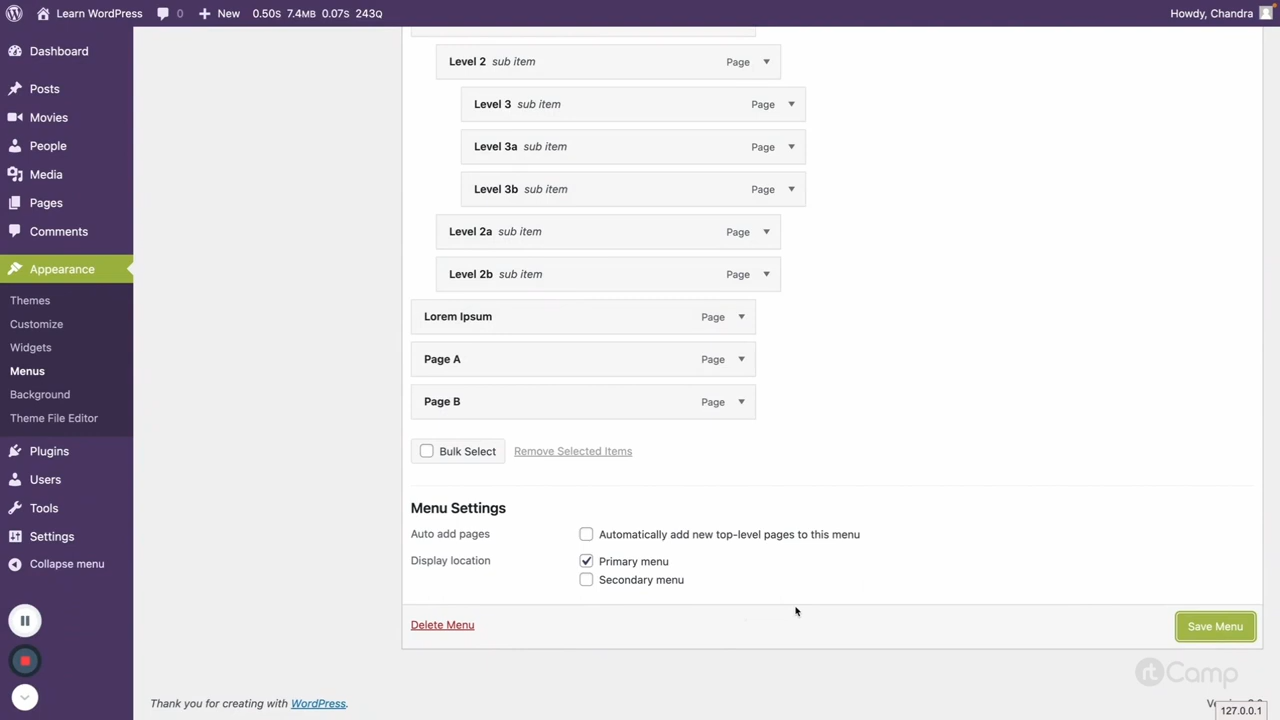 Learn WordPress 0 New 0.50s 7.4MB 0.07s 243Q Howdy, Chandra
Dashboard
Posts
Movies
People
Media
Pages
Comments
Appearance
Themes
Customize
Widgets
Menus
Background
Theme File Editor
Plugins
Users
Tools
Settings
Collapse menu
Level 2 sub item Page
Level 3 sub item Page
Level 3a sub item Page
Level 3b sub item Page
Level 2a sub item Page
Level 2b sub item Page
Lorem Ipsum Page
Page A Page
Page B Page
Bulk Select Remove Selected Items
Menu Settings
Auto add pages Automatically add new top-level pages to this menu
Display location Primary menu
Secondary menu
Delete Menu Save Menu
rtCamp
Thank you for creating with WordPress.
127.0.0.1